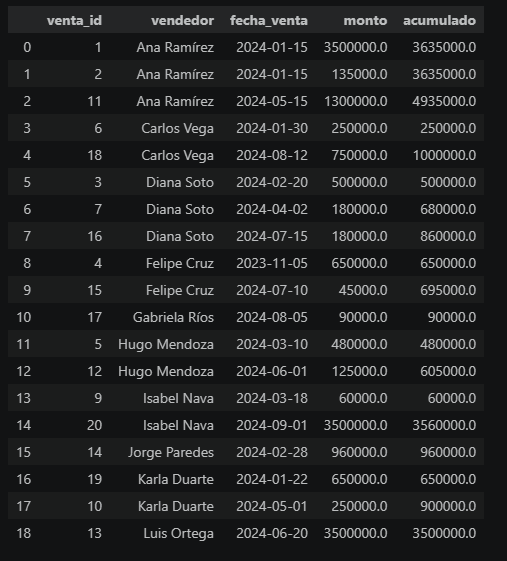 venta_id vendedor fecha_venta monto acumulado
0 1 Ana Ramírez 2024-01-15 3500000.0 3635000.0
1 2 Ana Ramírez 2024-01-15 135000.0 3635000.0
2 11 Ana Ramírez 2024-05-15 1300000.0 4935000.0
3 6 Carlos Vega 2024-01-30 250000.0 250000.0
4 18 Carlos Vega 2024-08-12 750000.0 1000000.0
5 3 Diana Soto 2024-02-20 500000.0 500000.0
6 7 Diana Soto 2024-04-02 180000.0 680000.0
7 16 Diana Soto 2024-07-15 180000.0 860000.0
8 4 Felipe Cruz 2023-11-05 650000.0 650000.0
9 15 Felipe Cruz 2024-07-10 45000.0 695000.0
10 17 Gabriela Ríos 2024-08-05 90000.0 90000.0
11 5 Hugo Mendoza 2024-03-10 480000.0 480000.0
12 12 Hugo Mendoza 2024-06-01 125000.0 605000.0
13 9 Isabel Nava 2024-03-18 60000.0 60000.0
14 20 Isabel Nava 2024-09-01 3500000.0 3560000.0
15 14 Jorge Paredes 2024-02-28 960000.0 960000.0
16 19 Karla Duarte 2024-01-22 650000.0 650000.0
17 10 Karla Duarte 2024-05-01 250000.0 900000.0
18 13 Luis Ortega 2024-06-20 3500000.0 3500000.0